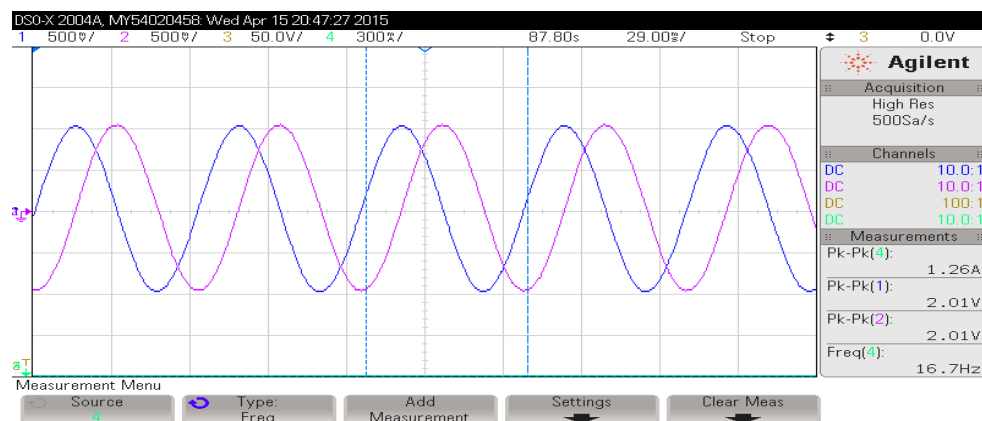 DSO-X 2004A, MY54020458: Wed Apr 15 20:47:27 2015
1 500V/ 2 500V/ 3 50.0V/ 4 300A/ 87.80s 29.00s/ Stop 3 0.0V
Agilent
Acquisition
High Res
500Sa/s
Channels
DC 10.0:1
DC 10.0:1
DC 100:1
DC 10.0:1
Measurements
Pk-Pk(4):
1.26A
Pk-Pk(1):
2.01V
Pk-Pk(2):
2.01V
Freq(4):
16.7Hz
Measurement Menu
Source
4
Type:
Freq
Add
Measurement
Settings
Clear Meas